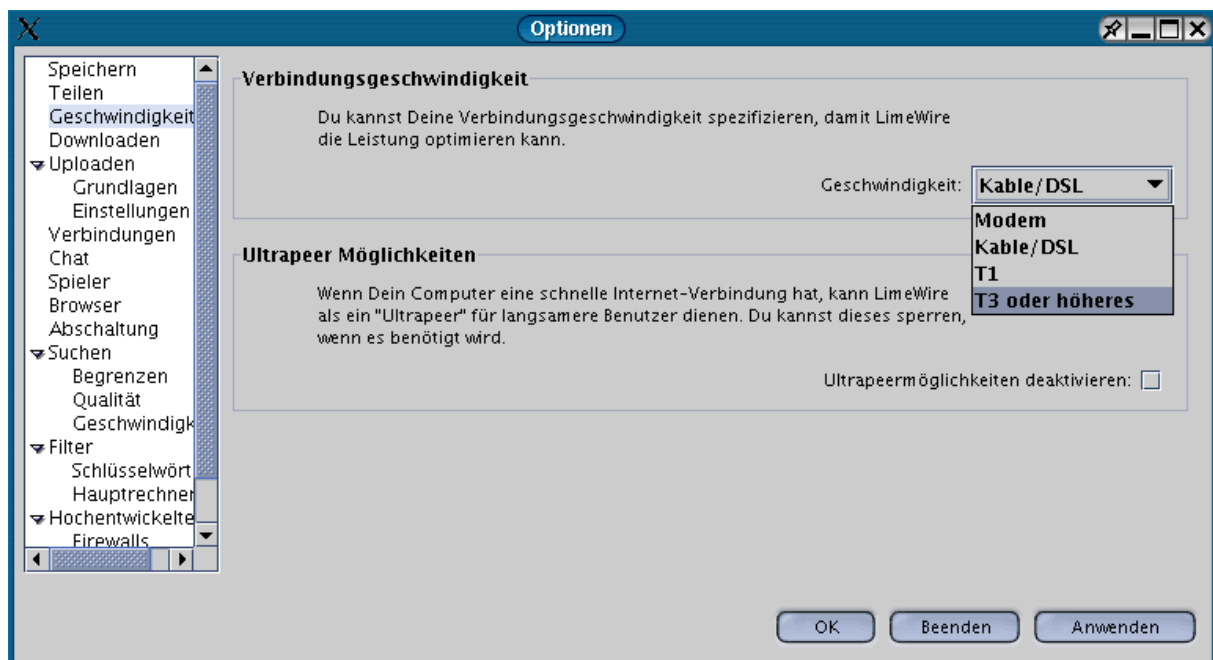 Optionen
Speichern
Teilen
Geschwindigkeit
Downloaden
Uploaden
Grundlagen
Einstellungen
Verbindungen
Chat
Spieler
Browser
Abschaltung
Suchen
Begrenzen
Qualität
Geschwindigk
Filter
Schlüsselwört
Hauptrechner
Hochentwickelte
Firewalls
Verbindungsgeschwindigkeit
Du kannst Deine Verbindungsgeschwindigkeit spezifizieren, damit LimeWire
die Leistung optimieren kann.
Geschwindigkeit: Kable/DSL
Modem
Kable/DSL
T1
T3 oder höheres
Ultrapeer Möglichkeiten
Wenn Dein Computer eine schnelle Internet-Verbindung hat, kann LimeWire
als ein "Ultrapeer" für langsamere Benutzer dienen. Du kannst dieses sperren,
wenn es benötigt wird.
Ultrapeermöglichkeiten deaktivieren:
OK Beenden Anwenden